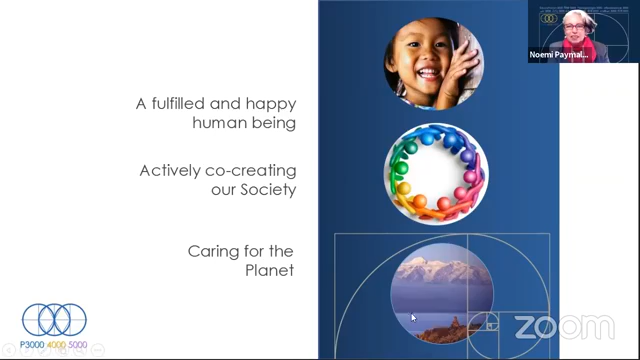 A fulfilled and happy
human being
Actively co-creating
our Society
Caring for the
Planet
P3000 4000 5000
Noemi Paymal...
zoom